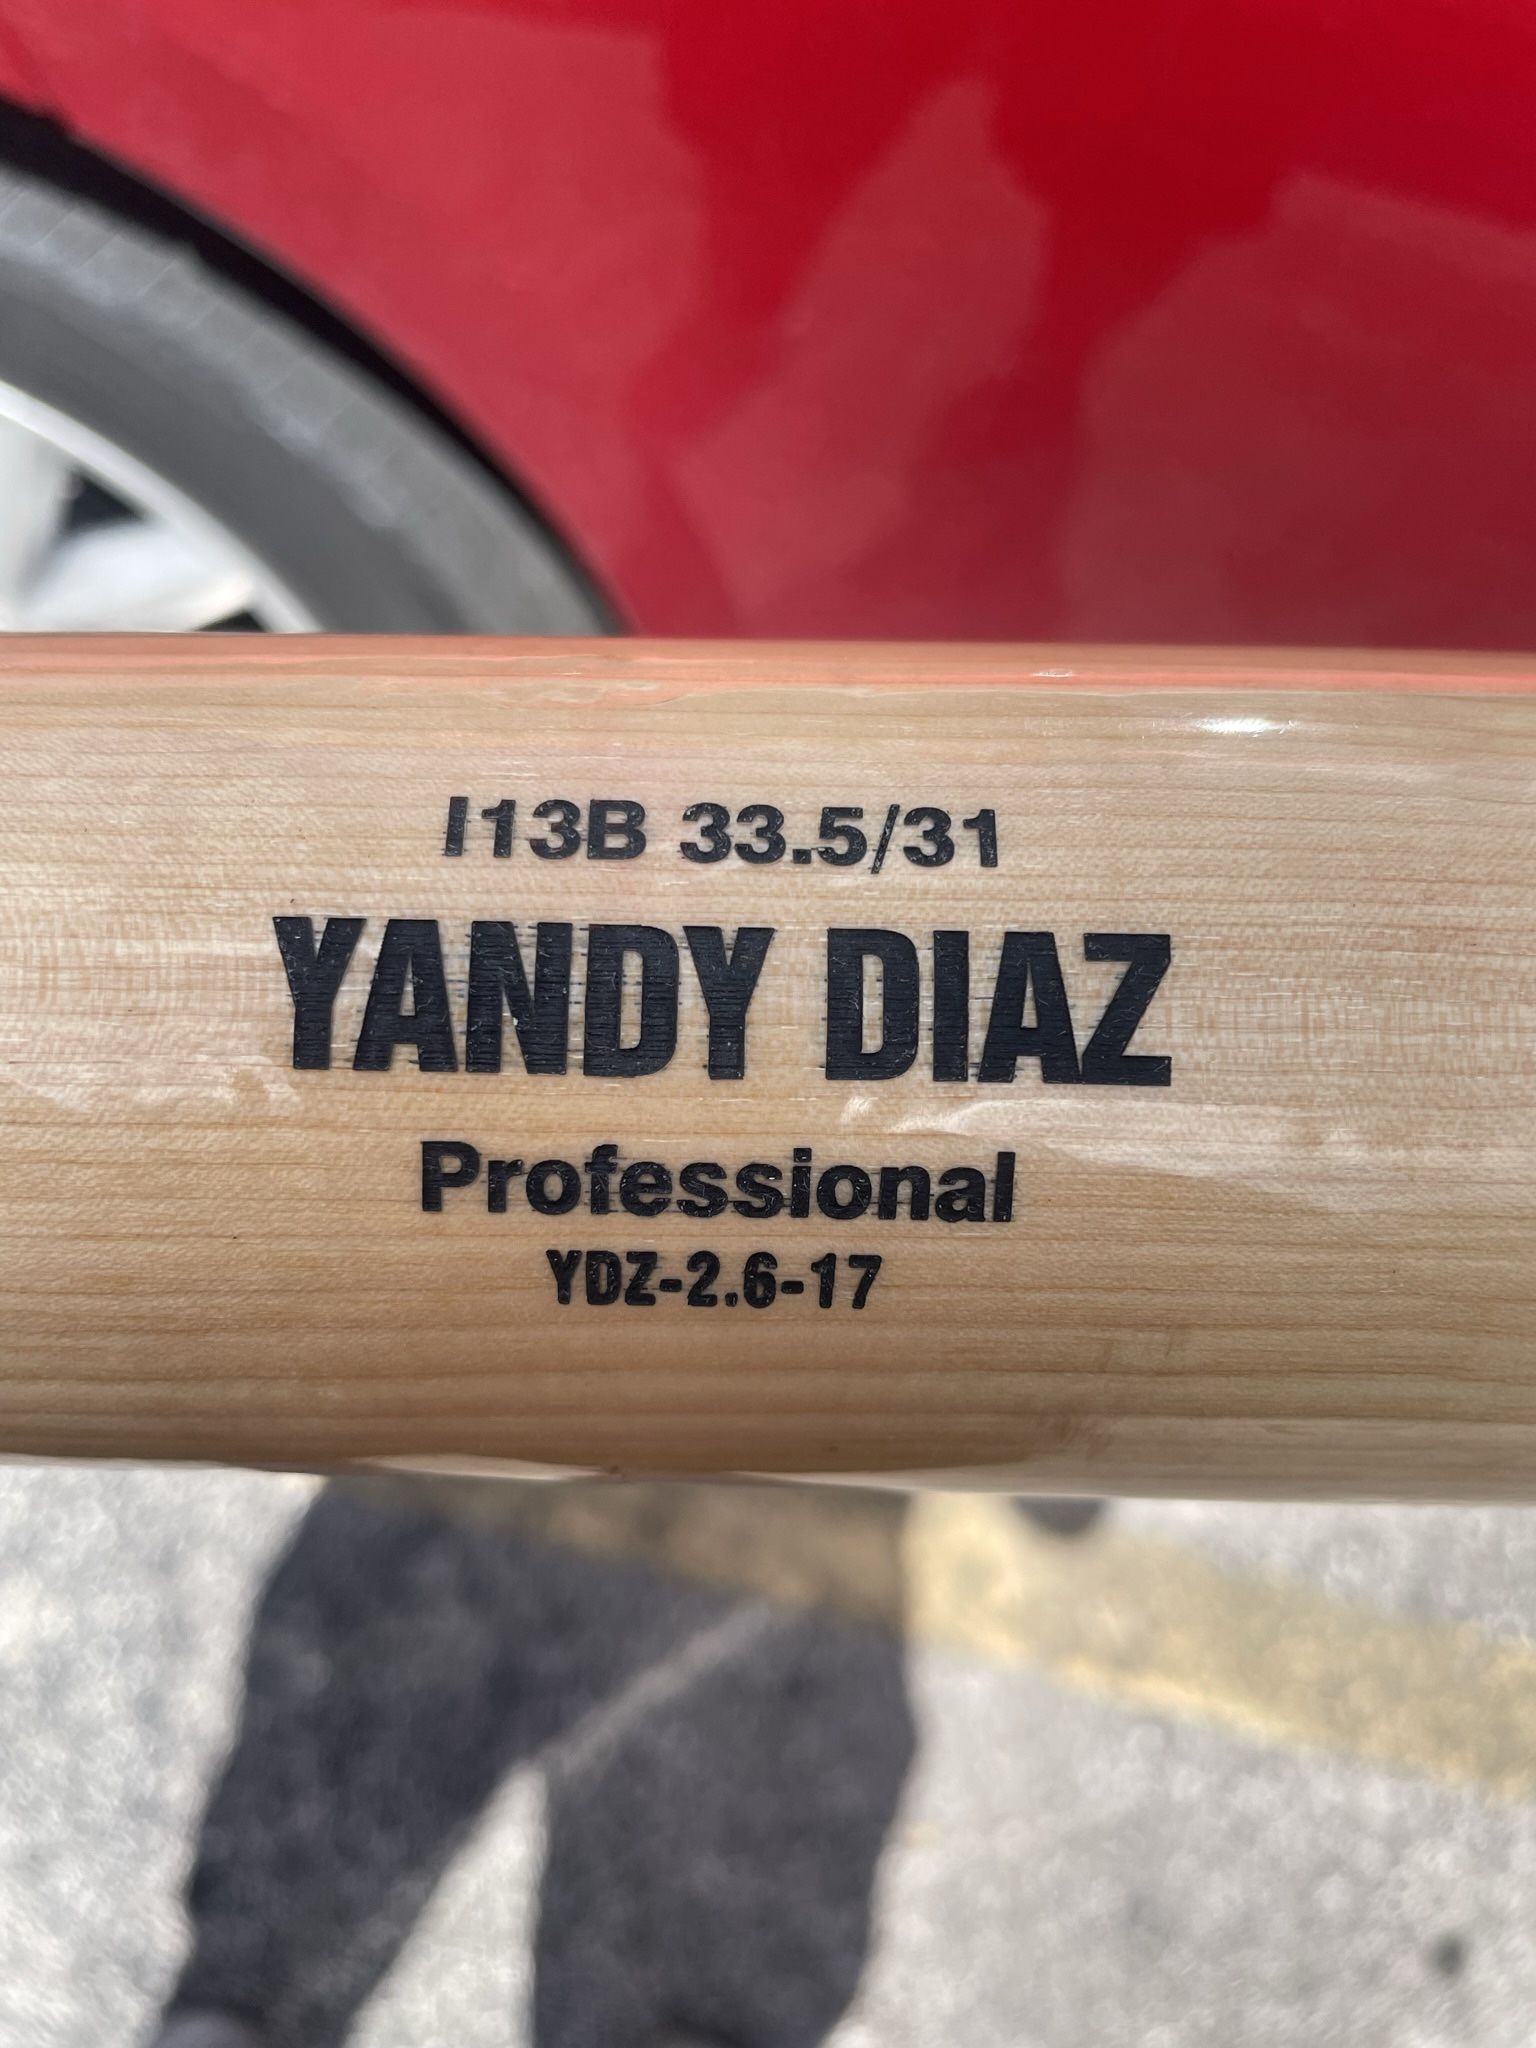 I13B 33.5/31
YANDY DIAZ
Professional
YDZ-2.6-17